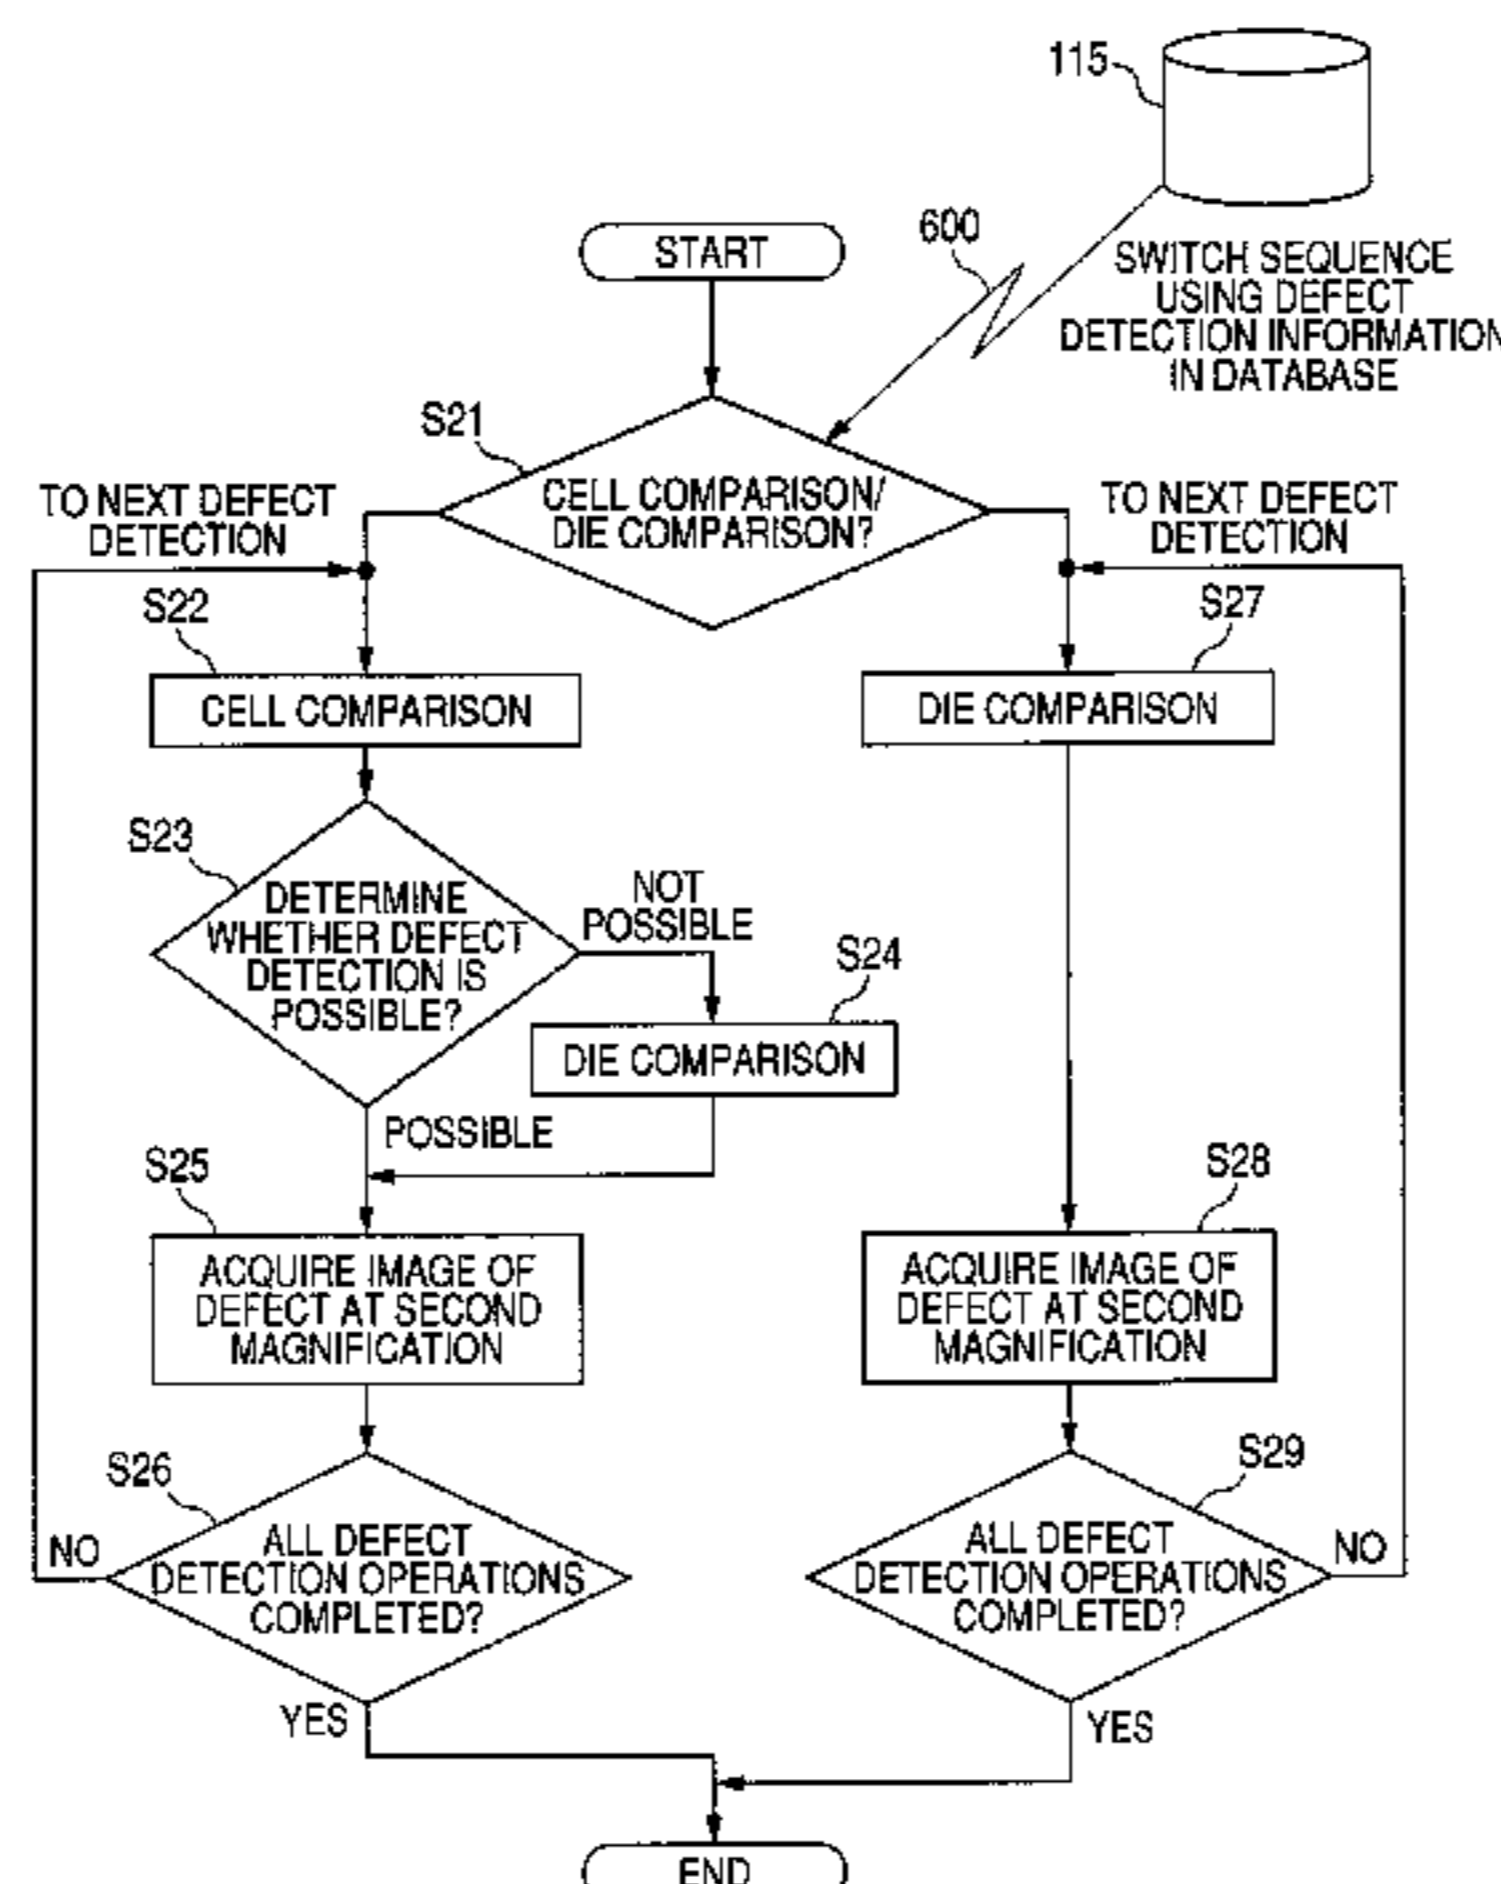 115
600
START
SWITCH SEQUENCE
USING DEFECT
DETECTION INFORMATION
IN DATABASE
S21
CELL COMPARISON/
DIE COMPARISON?
TO NEXT DEFECT
DETECTION
TO NEXT DEFECT
DETECTION
S22
S27
CELL COMPARISON
DIE COMPARISON
S23
DETERMINE
WHETHER DEFECT
DETECTION IS
POSSIBLE?
NOT
POSSIBLE
S24
DIE COMPARISON
POSSIBLE
S25
S28
ACQUIRE IMAGE OF
DEFECT AT SECOND
MAGNIFICATION
ACQUIRE IMAGE OF
DEFECT AT SECOND
MAGNIFICATION
S26
S29
NO
ALL DEFECT
DETECTION OPERATIONS
COMPLETED?
ALL DEFECT
DETECTION OPERATIONS
COMPLETED?
NO
YES
YES
END